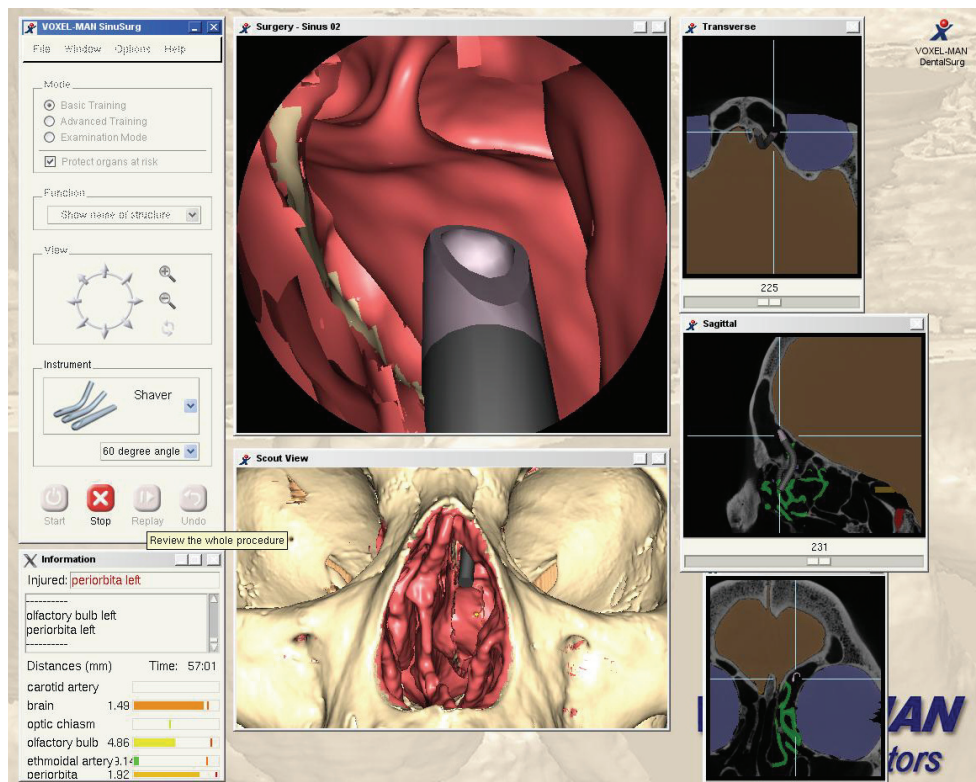 VOXEL-MAN SinuSurg
File Window Options Help
Mode
Basic Training
Advanced Training
Examination Mode
Protect organs at risk
Function
Show name of structure
View
Instrument
Shaver
60 degree angle
Start Stop Replay Undo
Review the whole procedure
Information
Injured: periorbita left
----------
olfactory bulb left
periorbita left
----------
Distances (mm) Time: 57:01
carotid artery
brain 1.49
optic chiasm
olfactory bulb 4.86
ethmoidal artery 9.14
periorbita 1.92
Surgery - Sinus 02
Scout View
Transverse
225
Sagittal
231
VOXEL-MAN
DentalSurg
AN
tors